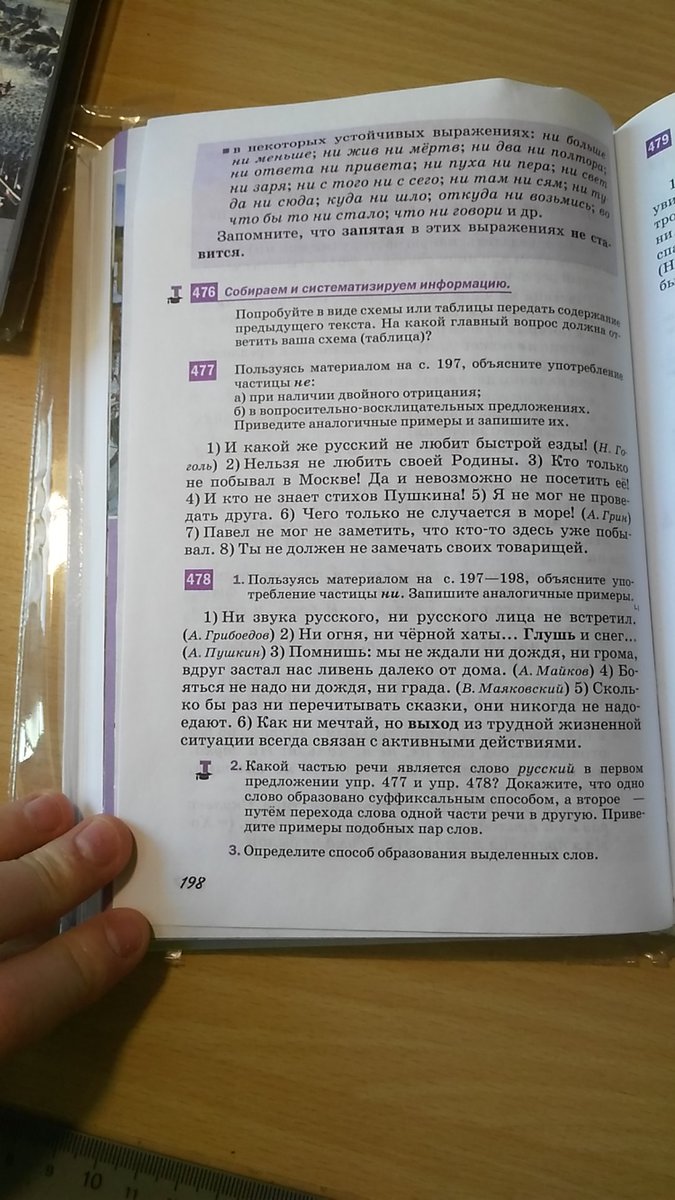 ▪ в некоторых устойчивых выражениях: ни больше
ни меньше; ни жив ни мёртв; ни два ни полтора;
ни ответа ни привета; ни пуха ни пера; ни свет
ни заря; ни с того ни с сего; ни там ни сям; ни ту
да ни сюда; куда ни шло; откуда ни возьмись; во
что бы то ни стало; что ни говори и др.
Запомните, что запятая в этих выражениях не ста-
вится.
476 Собираем и систематизируем информацию.
Попробуйте в виде схемы или таблицы передать содержание
предыдущего текста. На какой главный вопрос должна от-
ветить ваша схема (таблица)?
477 Пользуясь материалом на с. 197, объясните употребление
частицы не:
а) при наличии двойного отрицания;
б) в вопросительно-восклицательных предложениях.
Приведите аналогичные примеры и запишите их.
1) И какой же русский не любит быстрой езды! (Н. Го-
голь) 2) Нельзя не любить своей Родины. 3) Кто только
не побывал в Москве! Да и невозможно не посетить её!
4) И кто не знает стихов Пушкина! 5) Я не мог не прове-
дать друга. 6) Чего только не случается в море! (А. Грин)
7) Павел не мог не заметить, что кто-то здесь уже побы-
вал. 8) Ты не должен не замечать своих товарищей.
478 1. Пользуясь материалом на с. 197—198, объясните упо-
требление частицы ни. Запишите аналогичные примеры.
1) Ни звука русского, ни русского лица не встретил.
(А. Грибоедов) 2) Ни огня, ни чёрной хаты... Глушь и снег...
(А. Пушкин) 3) Помнишь: мы не ждали ни дождя, ни грома,
вдруг застал нас ливень далеко от дома. (А. Майков) 4) Бо-
яться не надо ни дождя, ни града. (В. Маяковский) 5) Сколь-
ко бы раз ни перечитывать сказки, они никогда не надо-
едают. 6) Как ни мечтай, но выход из трудной жизненной
ситуации всегда связан с активными действиями.
2. Какой частью речи является слово русский в первом
предложении упр. 477 и упр. 478? Докажите, что одно
слово образовано суффиксальным способом, а второе —
путём перехода слова одной части речи в другую. Приве-
дите примеры подобных пар слов.
3. Определите способ образования выделенных слов.
198
479
1
уви
тро
ни
спа
(Н
бы
9
10
11